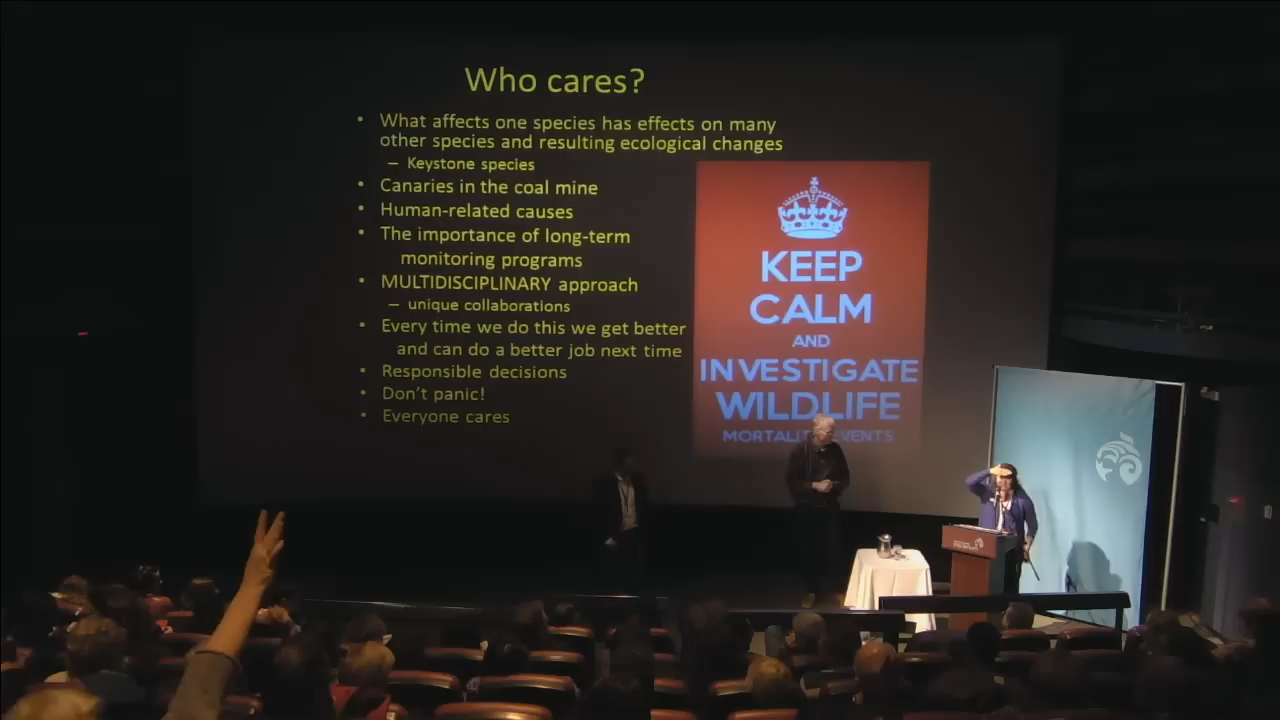 Who cares?
• What affects one species has effects on many
other species and resulting ecological changes
– Keystone species
• Canaries in the coal mine
• Human-related causes
• The importance of long-term
monitoring programs
• MULTIDISCIPLINARY approach
– unique collaborations
• Every time we do this we get better
and can do a better job next time
• Responsible decisions
• Don't panic!
• Everyone cares
KEEP
CALM
AND
INVESTIGATE
WILDLIFE
MORTALITY EVENTS